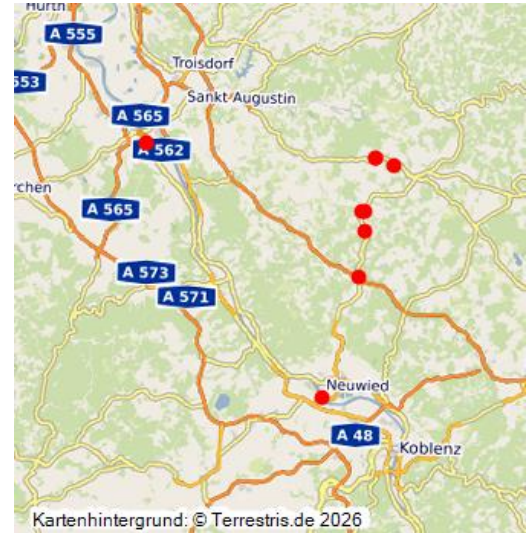 Hürth
A 555
Troisdorf
553
Sankt Augustin
A 565
A 562
rchen
A 565
A 573
A 571
Neuwied
A 48
Koblenz
Kartenhintergrund: © Terrestris.de 2026